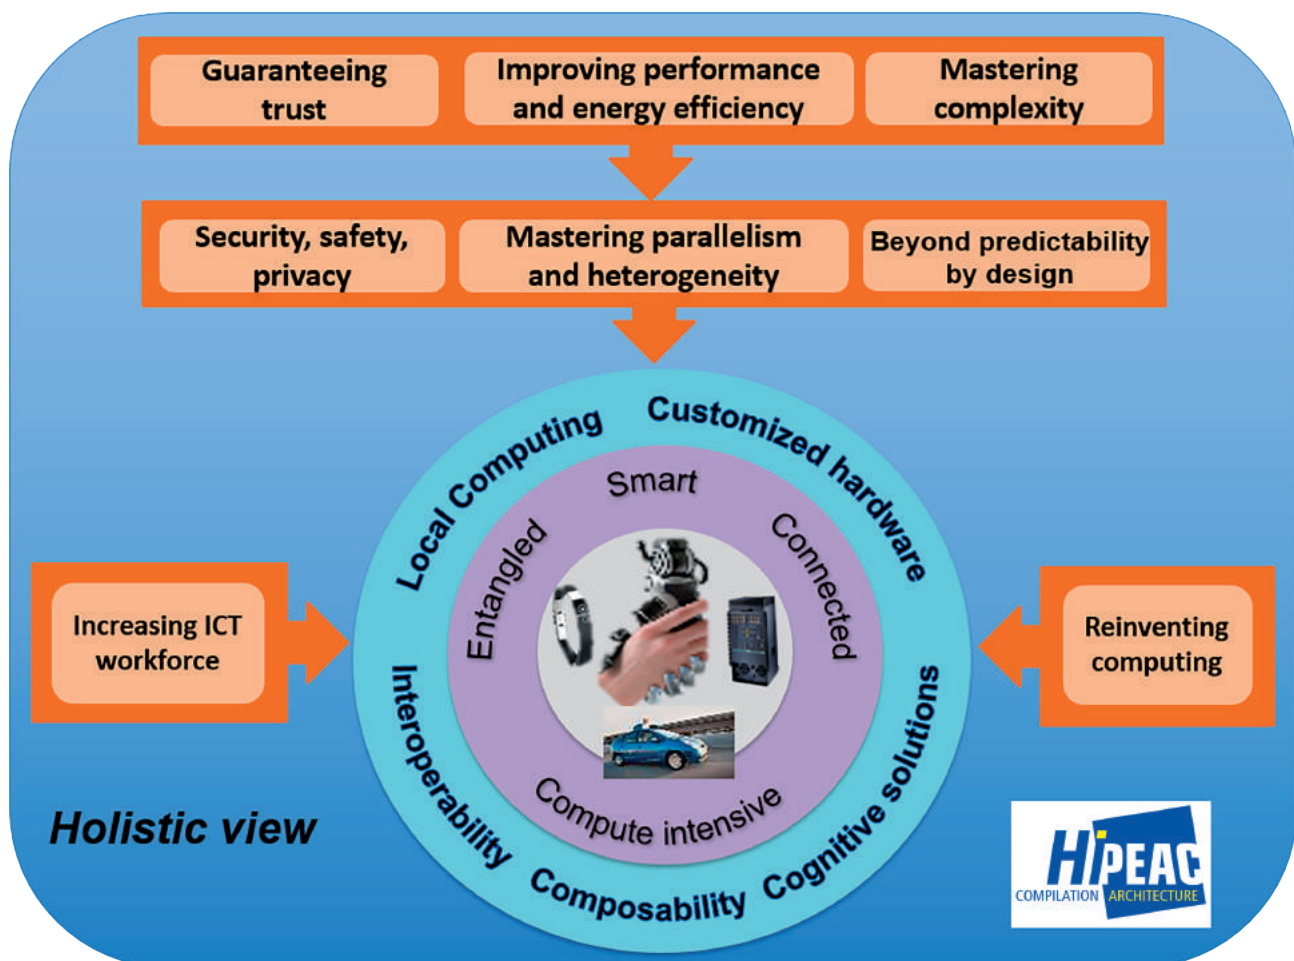 Guaranteeing
trust
Improving performance
and energy efficiency
Mastering
complexity
Security, safety,
privacy
Mastering parallelism
and heterogeneity
Beyond predictability
by design
Local Computing
Customized hardware
Smart
Entangled
Connected
Increasing ICT
workforce
Reinventing
computing
Compute intensive
Interoperability
Composability
Cognitive solutions
Holistic view
HiPEAC
COMPILATION ARCHITECTURE